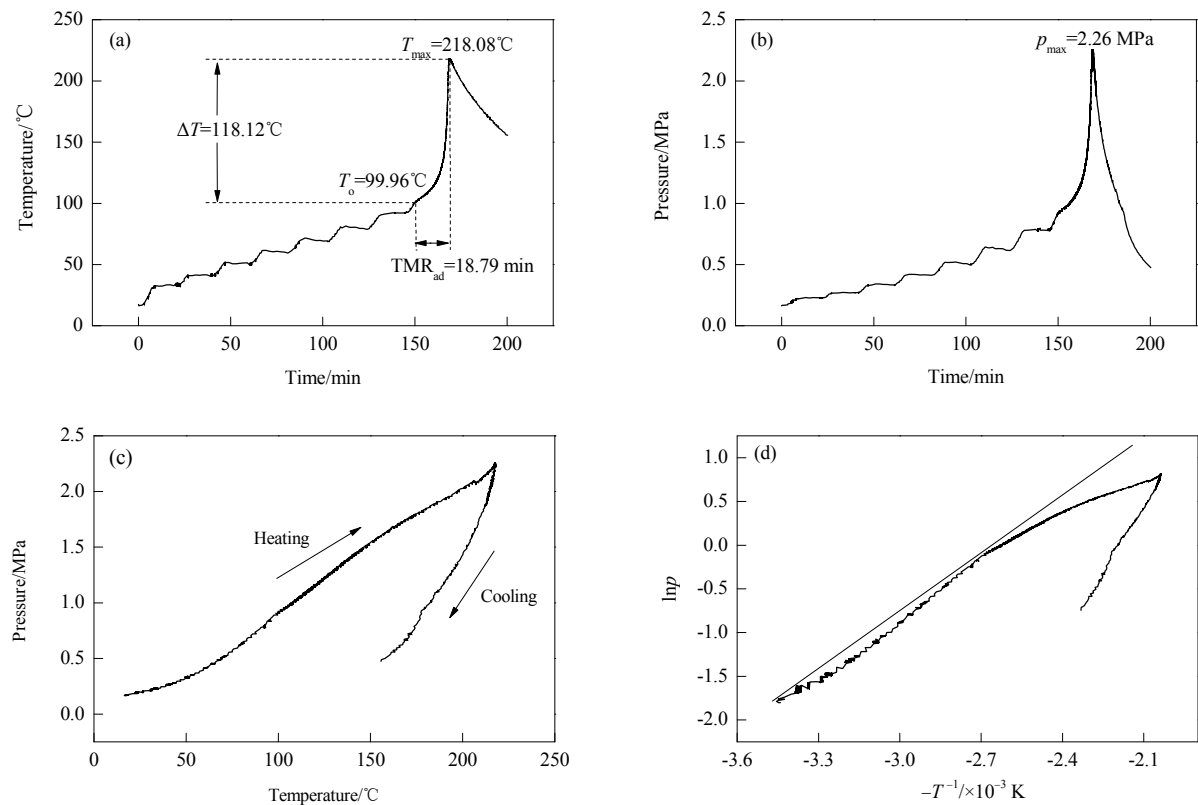 (a)
T_max=218.08℃
ΔT=118.12℃
T_o=99.96℃
TMR_ad=18.79 min
250
200
150
100
50
0
Temperature/℃
0 50 100 150 200
Time/min
(b)
p_max=2.26 MPa
2.5
2.0
1.5
1.0
0.5
0.0
Pressure/MPa
0 50 100 150 200
Time/min
(c)
Heating
Cooling
2.5
2.0
1.5
1.0
0.5
0.0
Pressure/MPa
0 50 100 150 200 250
Temperature/℃
(d)
1.0
0.5
0.0
-0.5
-1.0
-1.5
-2.0
lnp
-3.6 -3.3 -3.0 -2.7 -2.4 -2.1
–T⁻¹/×10⁻³ K